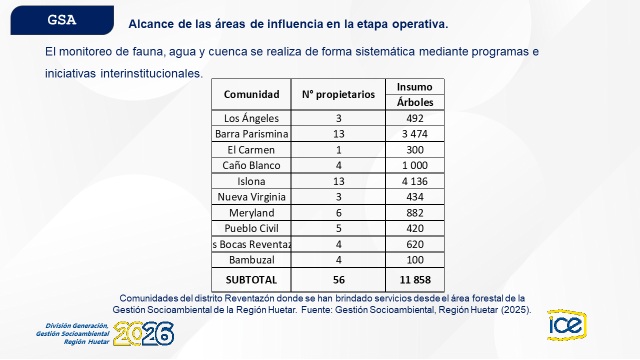 GSA
Alcance de las áreas de influencia en la etapa operativa.
El monitoreo de fauna, agua y cuenca se realiza de forma sistemática mediante programas e
iniciativas interinstitucionales.
Comunidad N° propietarios Insumo
Árboles
Los Ángeles 3 492
Barra Parismina 13 3 474
El Carmen 1 300
Caño Blanco 4 1 000
Islona 13 4 136
Nueva Virginia 3 434
Meryland 6 882
Pueblo Civil 5 420
s Bocas Reventaz 4 620
Bambuzal 4 100
SUBTOTAL 56 11 858
Comunidades del distrito Reventazón donde se han brindado servicios desde el área forestal de la
Gestión Socioambiental de la Región Huetar. Fuente: Gestión Socioambiental, Región Huetar (2025).
División Generación,
Gestión Socioambiental
Región Huetar
2026
ice